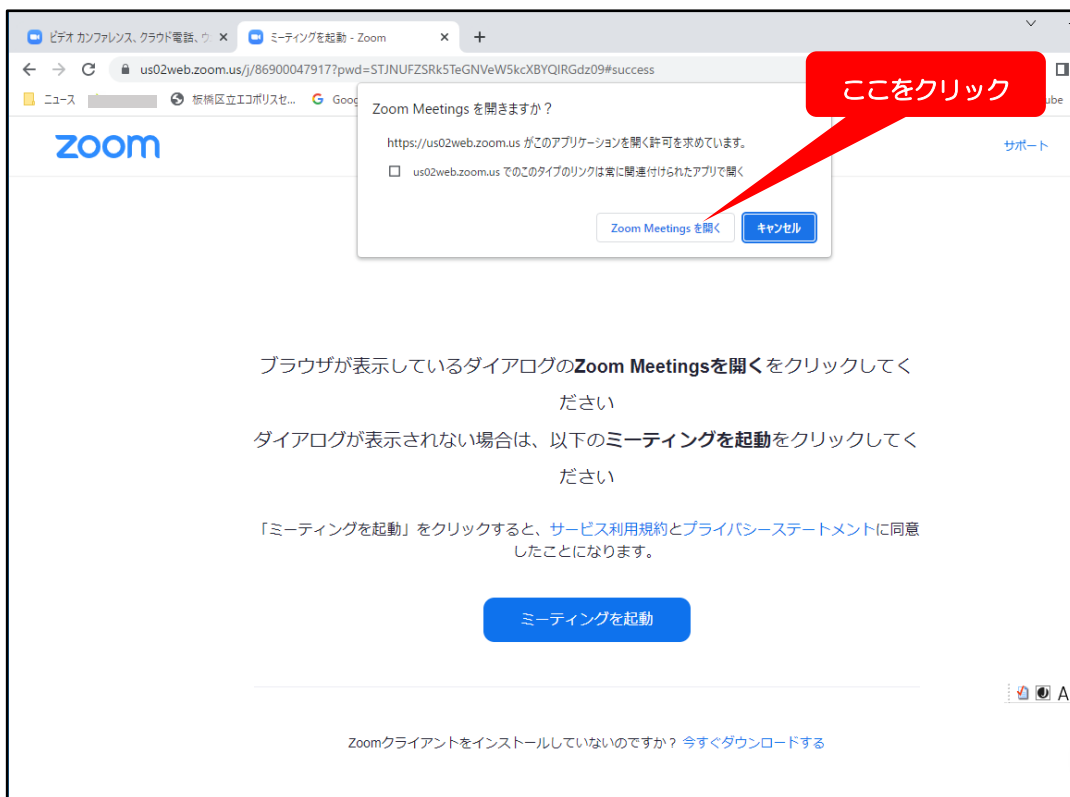 ビデオ カンファレンス、クラウド電話、ウ
ミーティングを起動 - Zoom
us02web.zoom.us/j/86900047917?pwd=STJNUFZSRk5TeGNVeW5kcXBYQlRGdz09#success
ここをクリック
ニュース
板橋区立エコポリスセ...
Goog
ube
Zoom Meetings を開きますか？
https://us02web.zoom.us がこのアプリケーションを開く許可を求めています。
us02web.zoom.us でのこのタイプのリンクは常に関連付けられたアプリで開く
Zoom Meetings を開く
キャンセル
zoom
サポート
ブラウザが表示しているダイアログのZoom Meetingsを開くをクリックしてく
ださい
ダイアログが表示されない場合は、以下のミーティングを起動をクリックしてく
ださい
「ミーティングを起動」をクリックすると、サービス利用規約とプライバシーステートメントに同意
したことになります。
ミーティングを起動
A
Zoomクライアントをインストールしていないのですか？ 今すぐダウンロードする